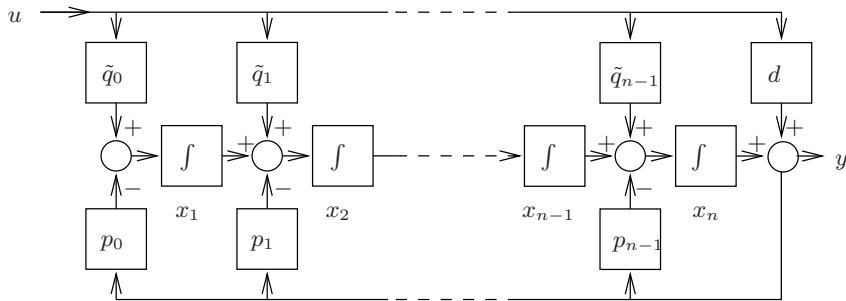 u
q̃₀ q̃₁ q̃ₙ₋₁ d
+ + + +
∫ + ∫ ∫ + ∫ + y
− − −
x₁ x₂ xₙ₋₁ xₙ
p₀ p₁ pₙ₋₁